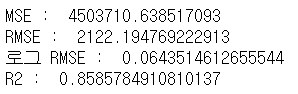 MSE :  4503710.638517093
RMSE :  2122.194769222913
로그 RMSE :  0.0643514612655544
R2 :  0.8585784910810137